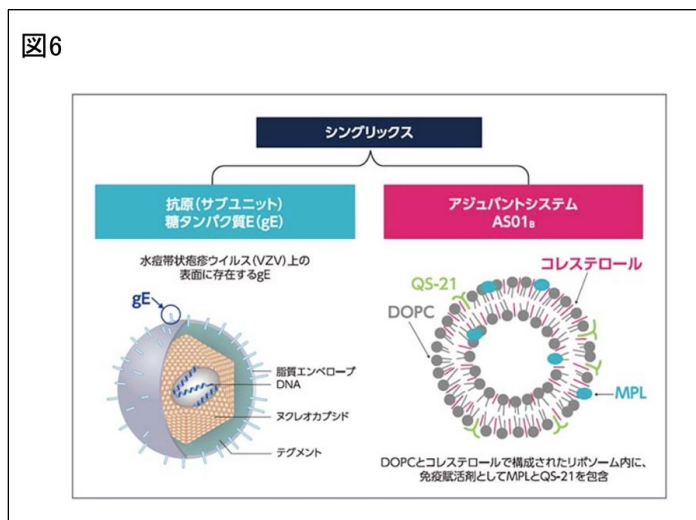 図6
シングリックス
抗原(サブユニット)
糖タンパク質E(gE)
水痘帯状疱疹ウイルス(VZV)上の
表面に存在するgE
gE
脂質エンベロープ
DNA
ヌクレオカプシド
テグメント
アジュバントシステム
AS01B
コレステロール
QS-21
DOPC
MPL
DOPCとコレステロールで構成されたリポソーム内に、
免疫賦活剤としてMPLとQS-21を包含